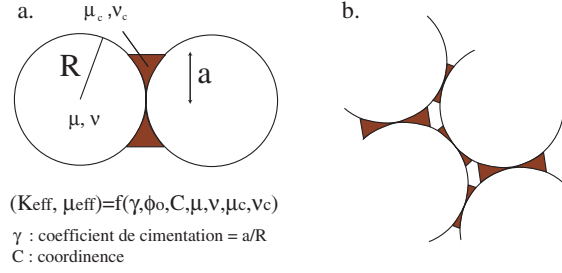 a.
b.
μc ,νc
R
a
μ, ν
(Keff, μeff)=f(γ,ϕo,C,μ,ν,μc,νc)
γ : coefficient de cimentation = a/R
C : coordinence